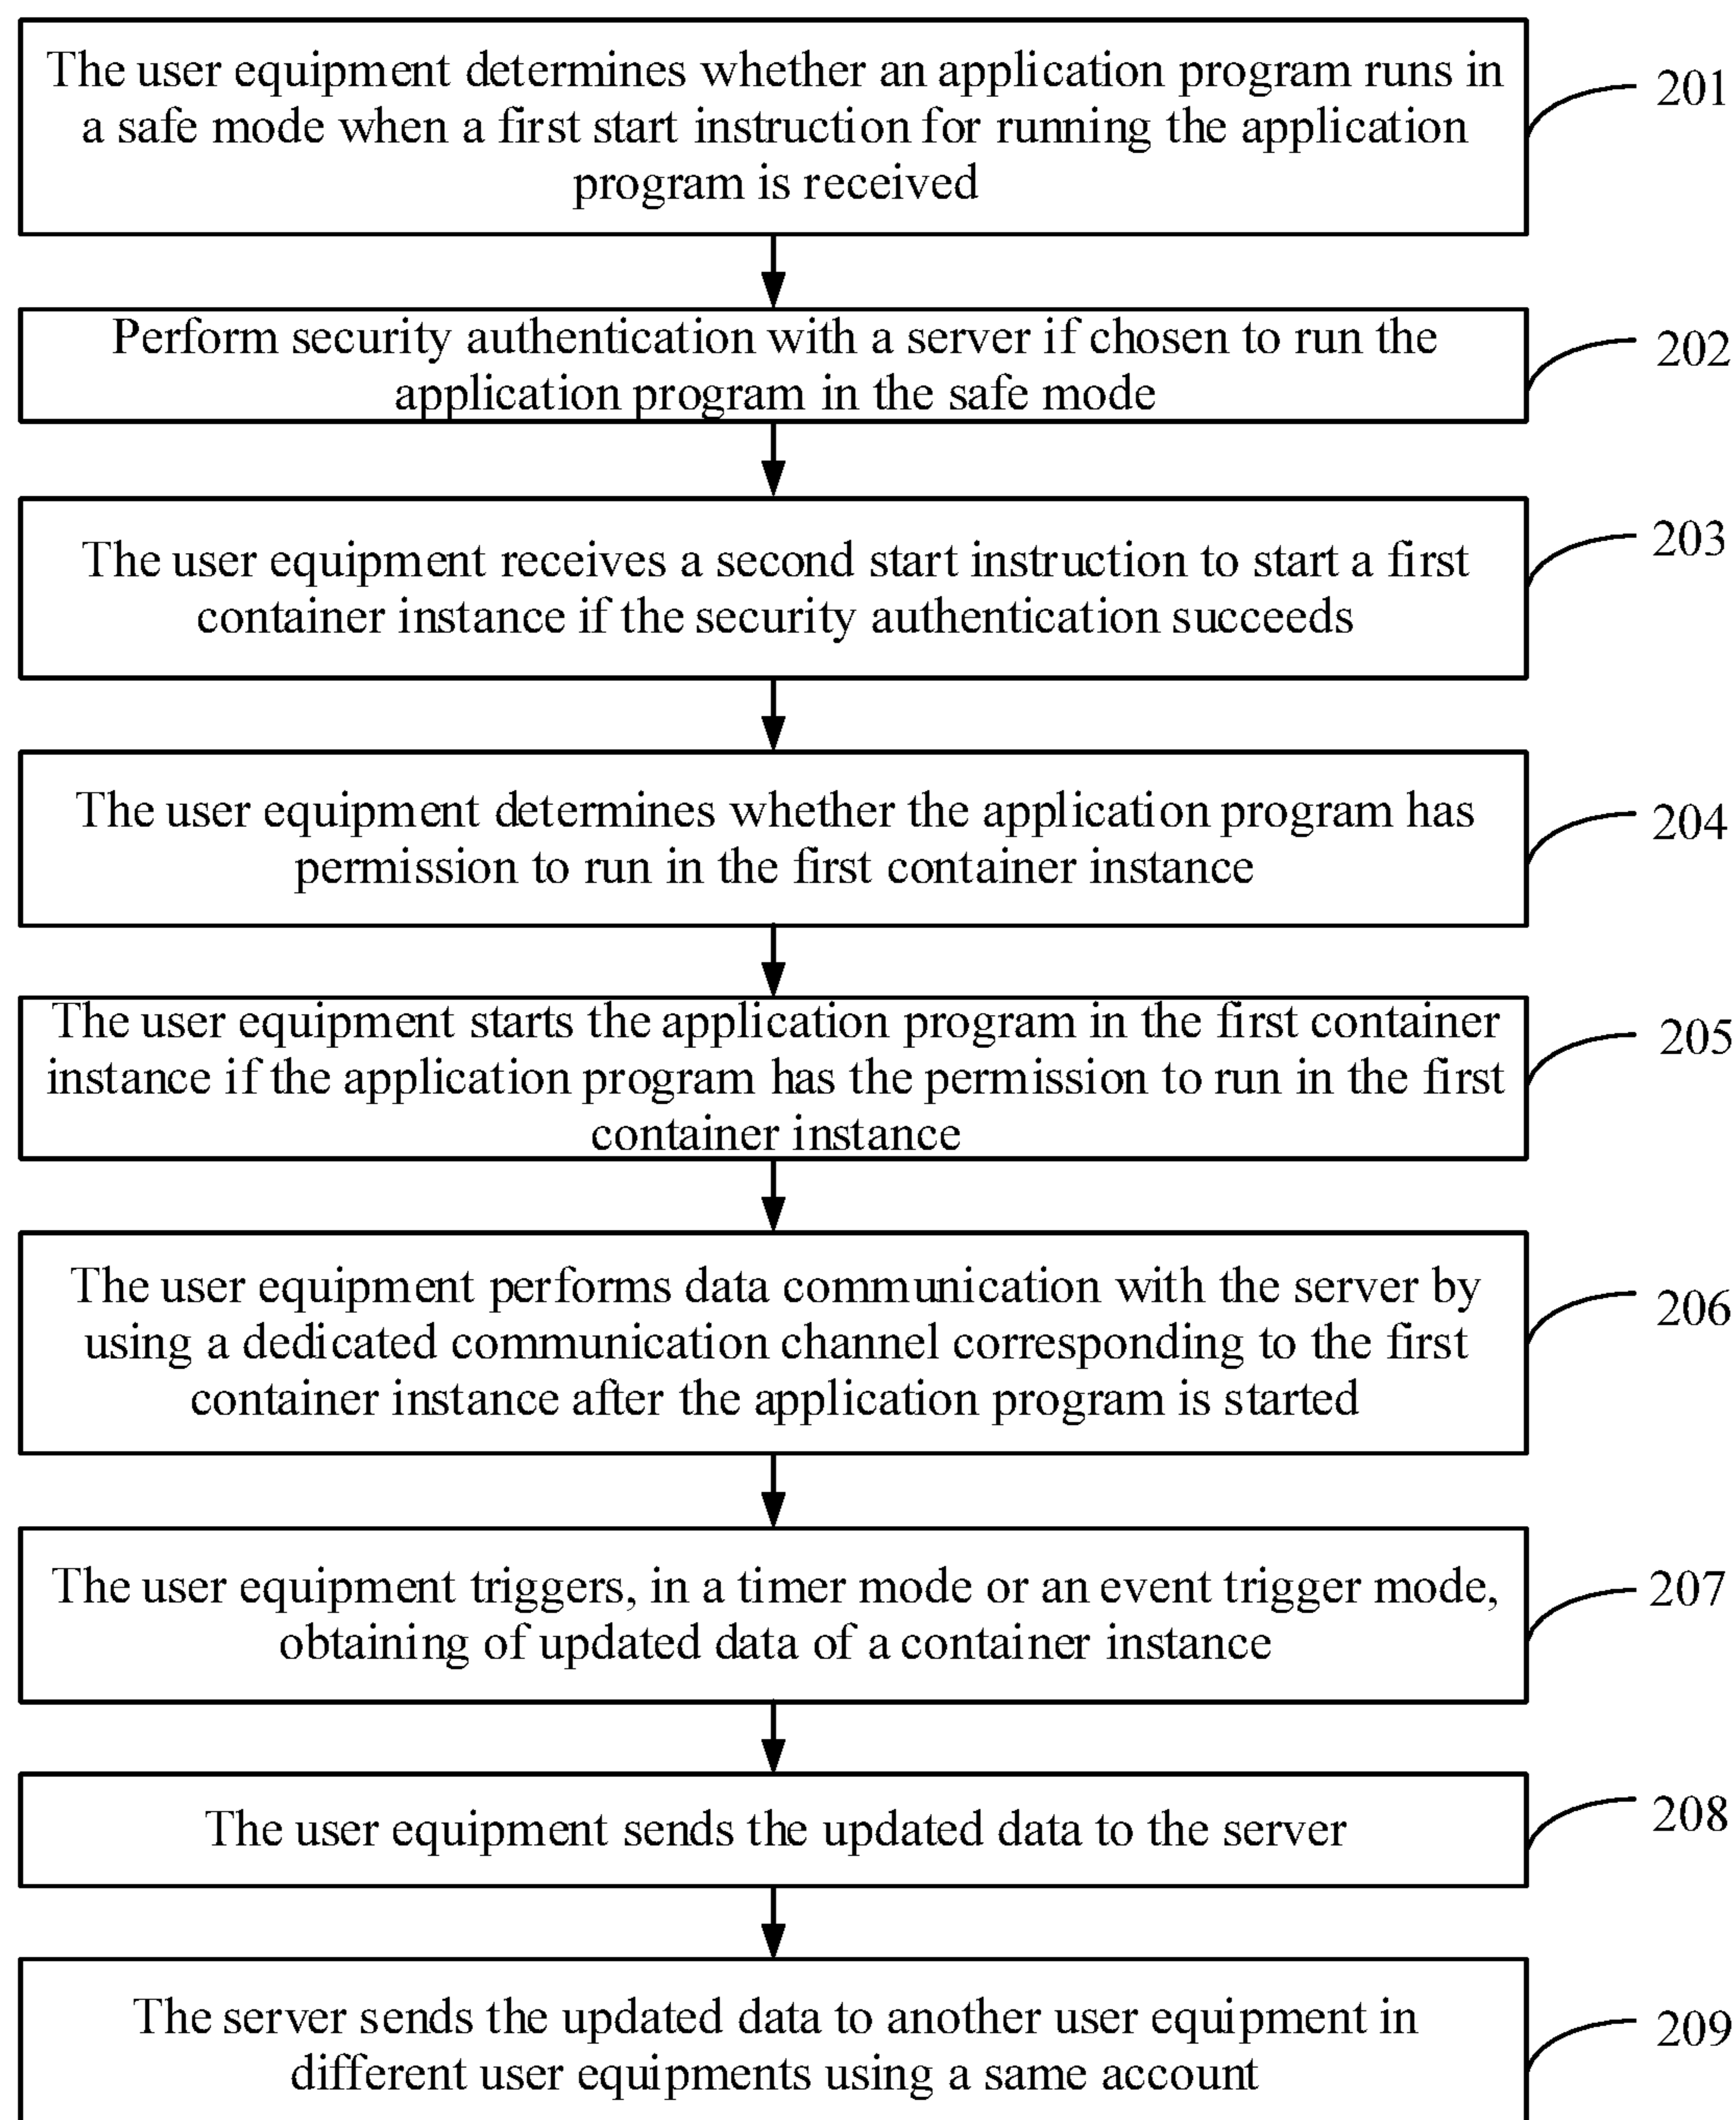 The user equipment determines whether an application program runs in
a safe mode when a first start instruction for running the application
program is received
201
Perform security authentication with a server if chosen to run the
application program in the safe mode
202
The user equipment receives a second start instruction to start a first
container instance if the security authentication succeeds
203
The user equipment determines whether the application program has
permission to run in the first container instance
204
The user equipment starts the application program in the first container
instance if the application program has the permission to run in the first
container instance
205
The user equipment performs data communication with the server by
using a dedicated communication channel corresponding to the first
container instance after the application program is started
206
The user equipment triggers, in a timer mode or an event trigger mode,
obtaining of updated data of a container instance
207
The user equipment sends the updated data to the server
208
The server sends the updated data to another user equipment in
different user equipments using a same account
209